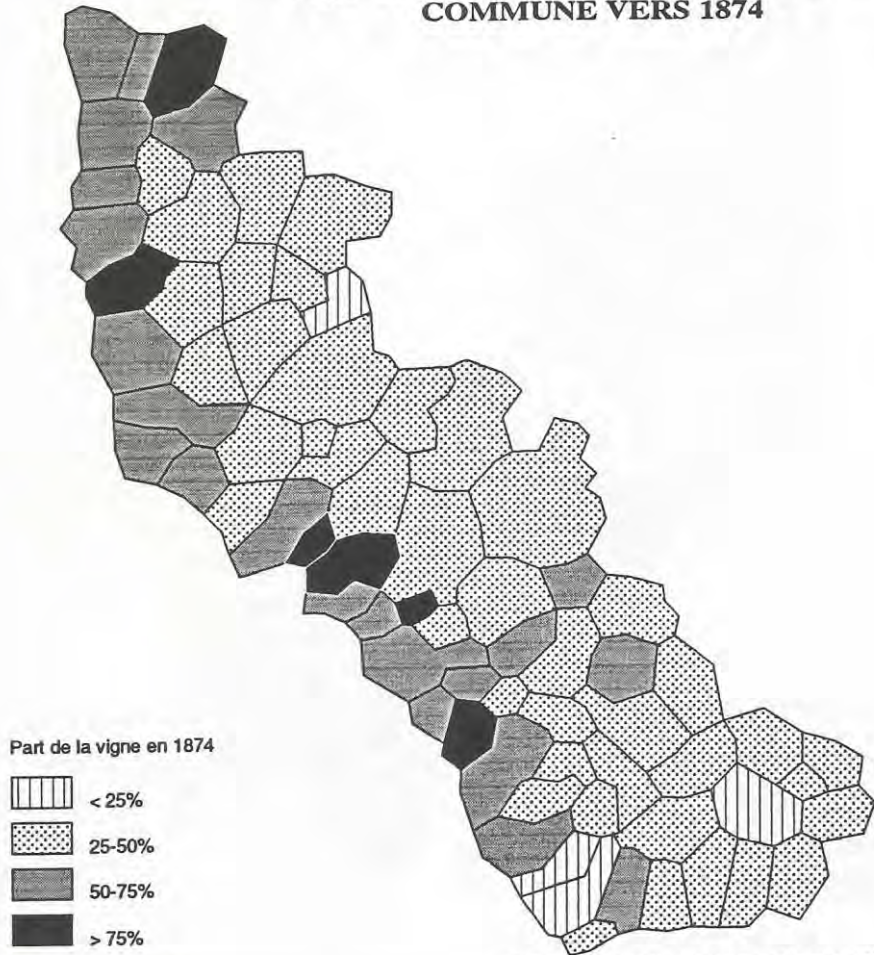 COMMUNE VERS 1874
Part de la vigne en 1874
< 25%
25-50%
50-75%
> 75%